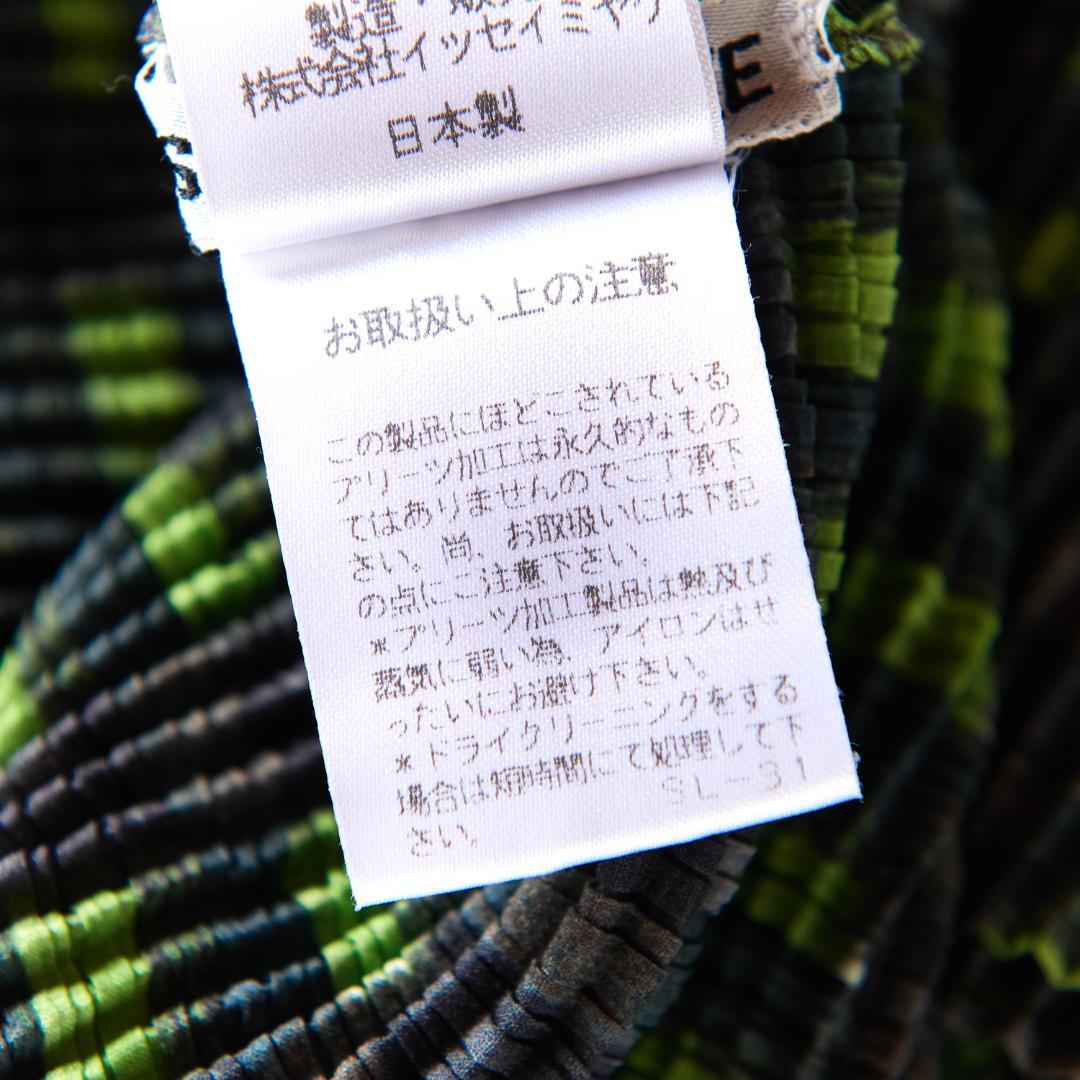 製造・販
株式会社イッセイミヤケ
日本製
E
お取扱い上の注意
この製品にほどこされている
プリーツ加工は永久的なもの
ではありませんのでご了承下
さい。尚、お取扱いには下記
の点にご注意下さい。
*プリーツ加工製品は熱及び
蒸気に弱い為、アイロンはせ
ったいにお避け下さい。
*ドライクリーニングをする
場合は短時間にて処理して下
さい。
SL-31